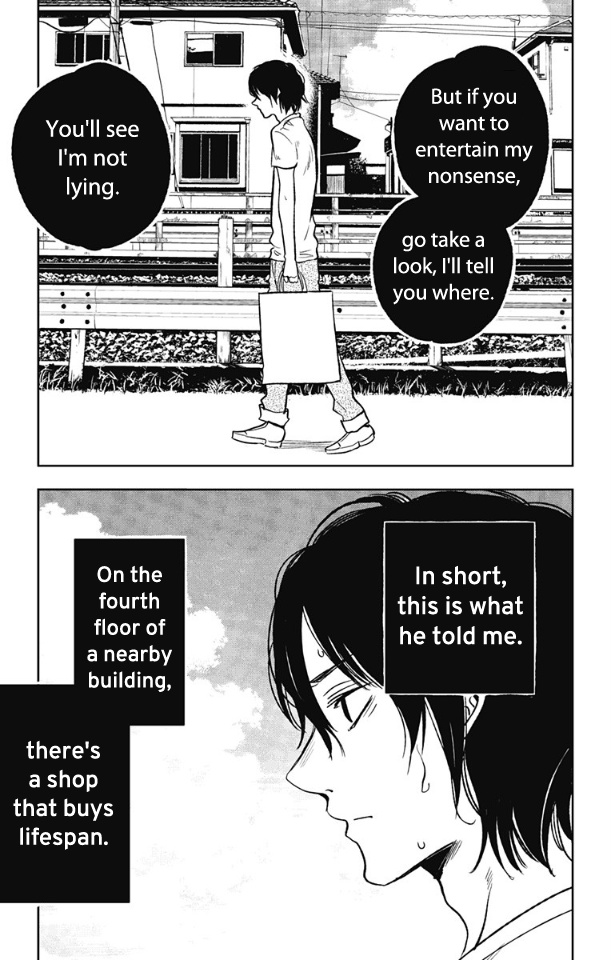 But if you
want to
entertain my
nonsense,
go take a
look, I'll tell
you where.
You'll see
I'm not
lying.
In short,
this is what
he told me.
On the
fourth
floor of
a nearby
building,
there's
a shop
that buys
lifespan.